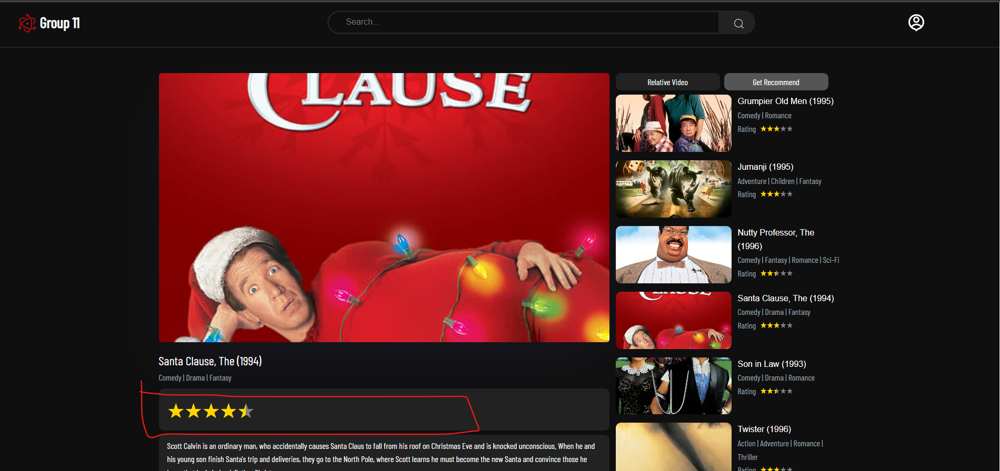 Group 11
Search...
CLAUSE
Santa Clause, The (1994)
Comedy | Drama | Fantasy
Scott Calvin is an ordinary man, who accidentally causes Santa Claus to fall from his roof on Christmas Eve and is knocked unconscious. When he and
his young son finish Santa's trip and deliveries, they go to the North Pole, where Scott learns he must become the new Santa and convince those he
Relative Video
Get Recommend
Grumpier Old Men (1995)
Comedy | Romance
Rating
Jumanji (1995)
Adventure | Children | Fantasy
Rating
Nutty Professor, The
(1996)
Comedy | Fantasy | Romance | Sci-Fi
Rating
CLAUSE
Santa Clause, The (1994)
Comedy | Drama | Fantasy
Rating
Son in Law (1993)
Comedy | Drama | Romance
Rating
Twister (1996)
Action | Adventure | Romance |
Thriller
Rating